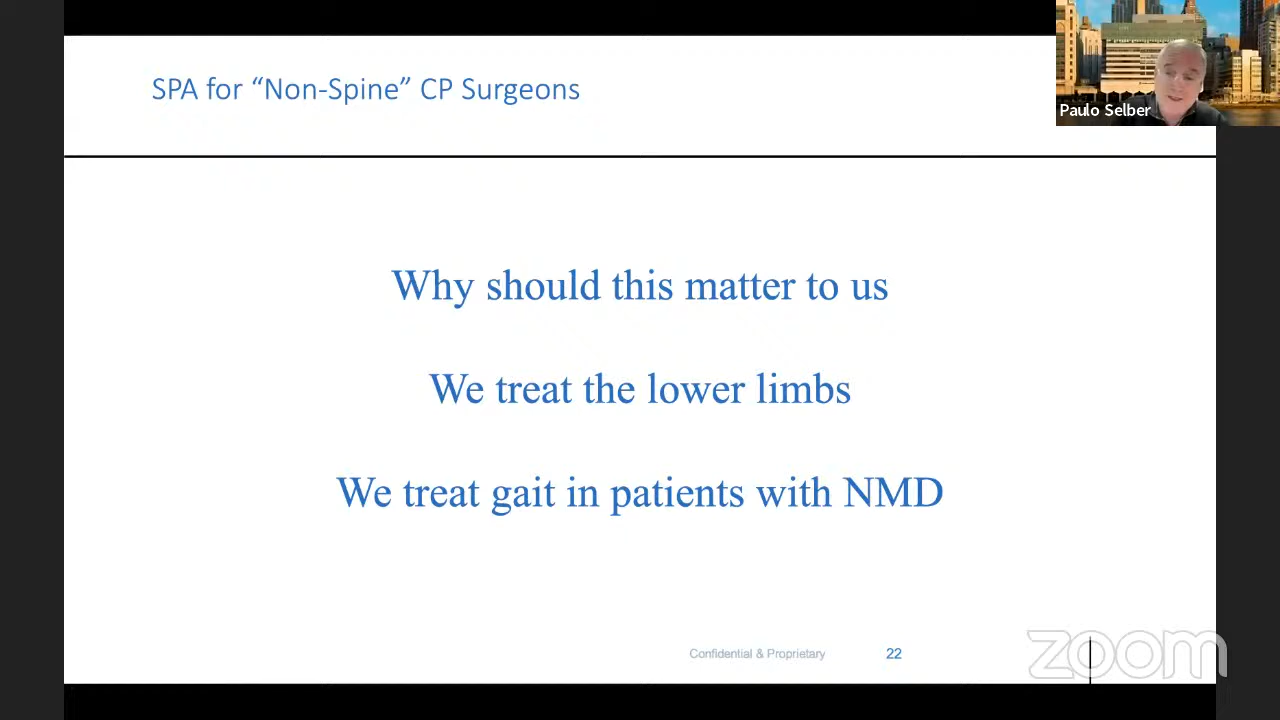 SPA for “Non-Spine” CP Surgeons
Paulo Selber
Why should this matter to us
We treat the lower limbs
We treat gait in patients with NMD
Confidential & Proprietary 22
zoom